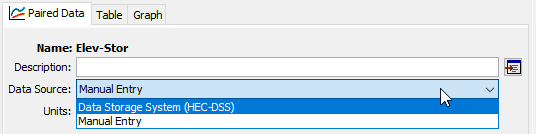 Paired Data Table Graph
Name: Elev-Stor
Description:
Data Source: Manual Entry
Data Storage System (HEC-DSS)
Units: Manual Entry